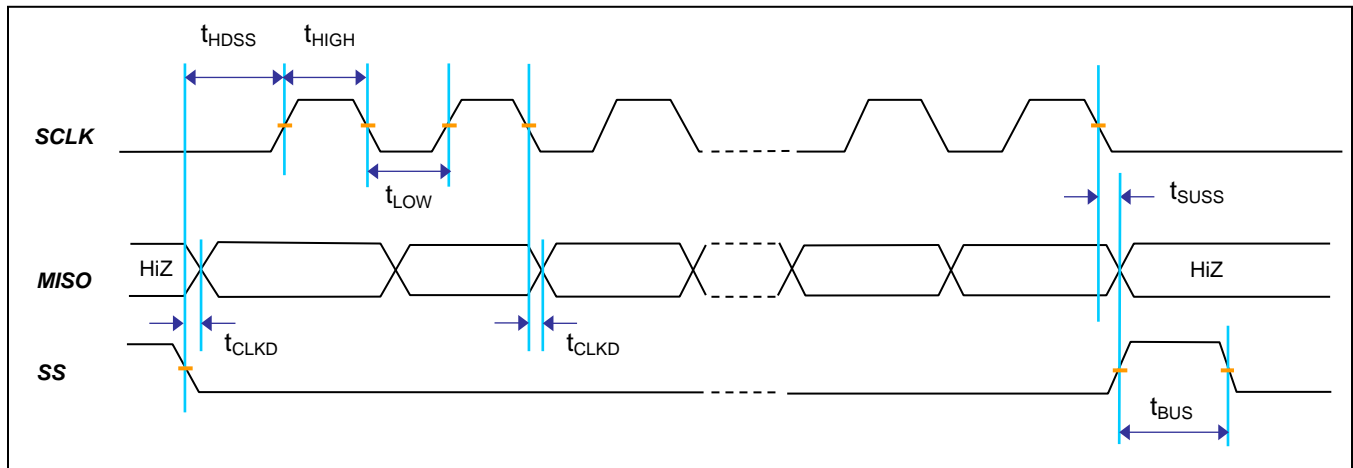 tHDSS tHIGH
SCLK
tLOW
tSUSS
MISO HiZ HiZ
tCLKD tCLKD
SS
tBUS